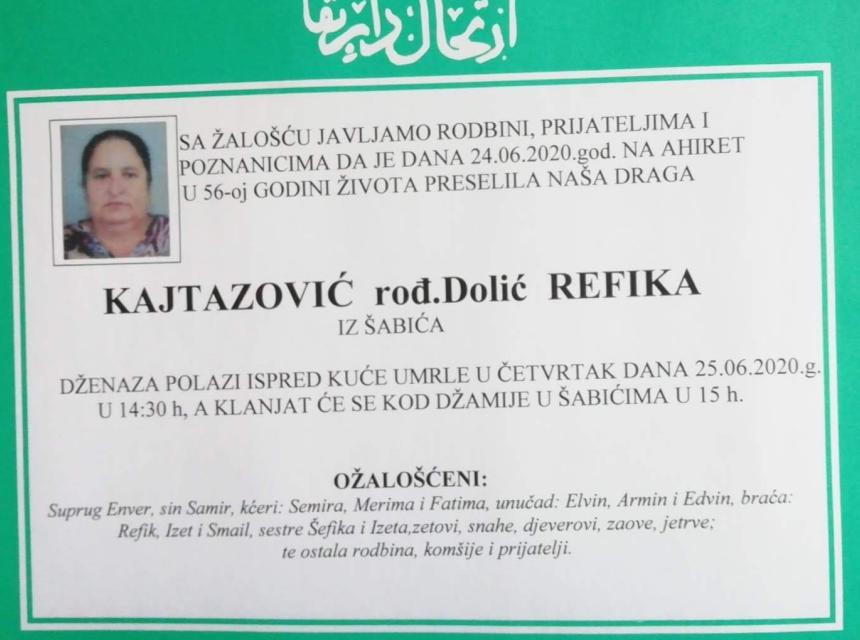 ارتحال دار بقا
SA ŽALOŠĆU JAVLJAMO RODBINI, PRIJATELJIMA I
POZNANICIMA DA JE DANA 24.06.2020.god. NA AHIRET
U 56-oj GODINI ŽIVOTA PRESELILA NAŠA DRAGA
KAJTAZOVIĆ rođ.Dolić REFIKA
IZ ŠABIĆA
DŽENAZA POLAZI ISPRED KUĆE UMRLE U ČETVRTAK DANA 25.06.2020.g.
U 14:30 h, A KLANJAT ĆE SE KOD DŽAMIJE U ŠABIĆIMA U 15 h.
OŽALOŠĆENI:
Suprug Enver, sin Samir, kćeri: Semira, Merima i Fatima, unučad: Elvin, Armin i Edvin, braća:
Refik, Izet i Smail, sestre Šefika i Izeta,zetovi, snahe, djeverovi, zaove, jetrve;
te ostala rodbina, komšije i prijatelji.